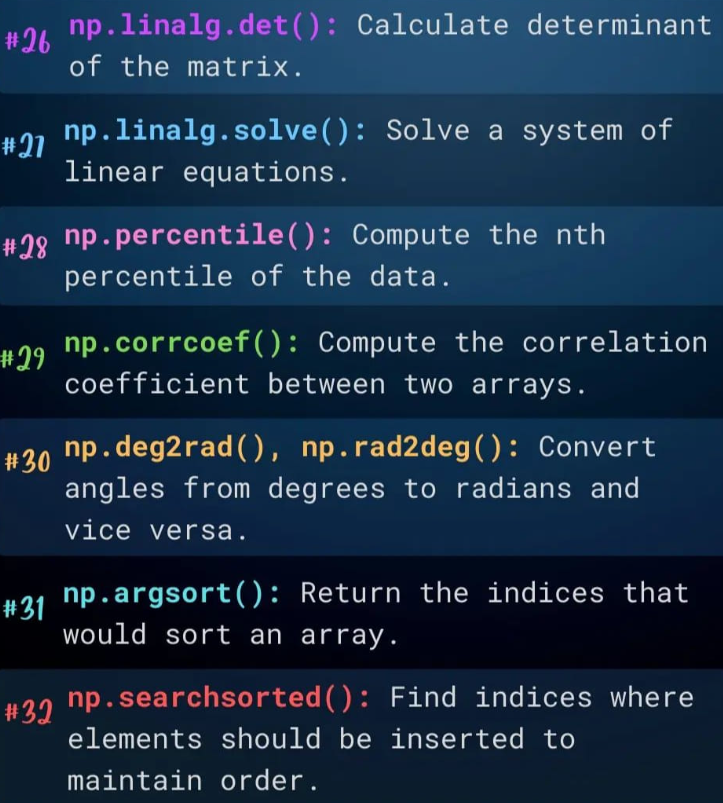 #26 np.linalg.det(): Calculate determinant
of the matrix.
#27 np.linalg.solve(): Solve a system of
linear equations.
#28 np.percentile(): Compute the nth
percentile of the data.
#29 np.corrcoef(): Compute the correlation
coefficient between two arrays.
#30 np.deg2rad(), np.rad2deg(): Convert
angles from degrees to radians and
vice versa.
#31 np.argsort(): Return the indices that
would sort an array.
#32 np.searchsorted(): Find indices where
elements should be inserted to
maintain order.